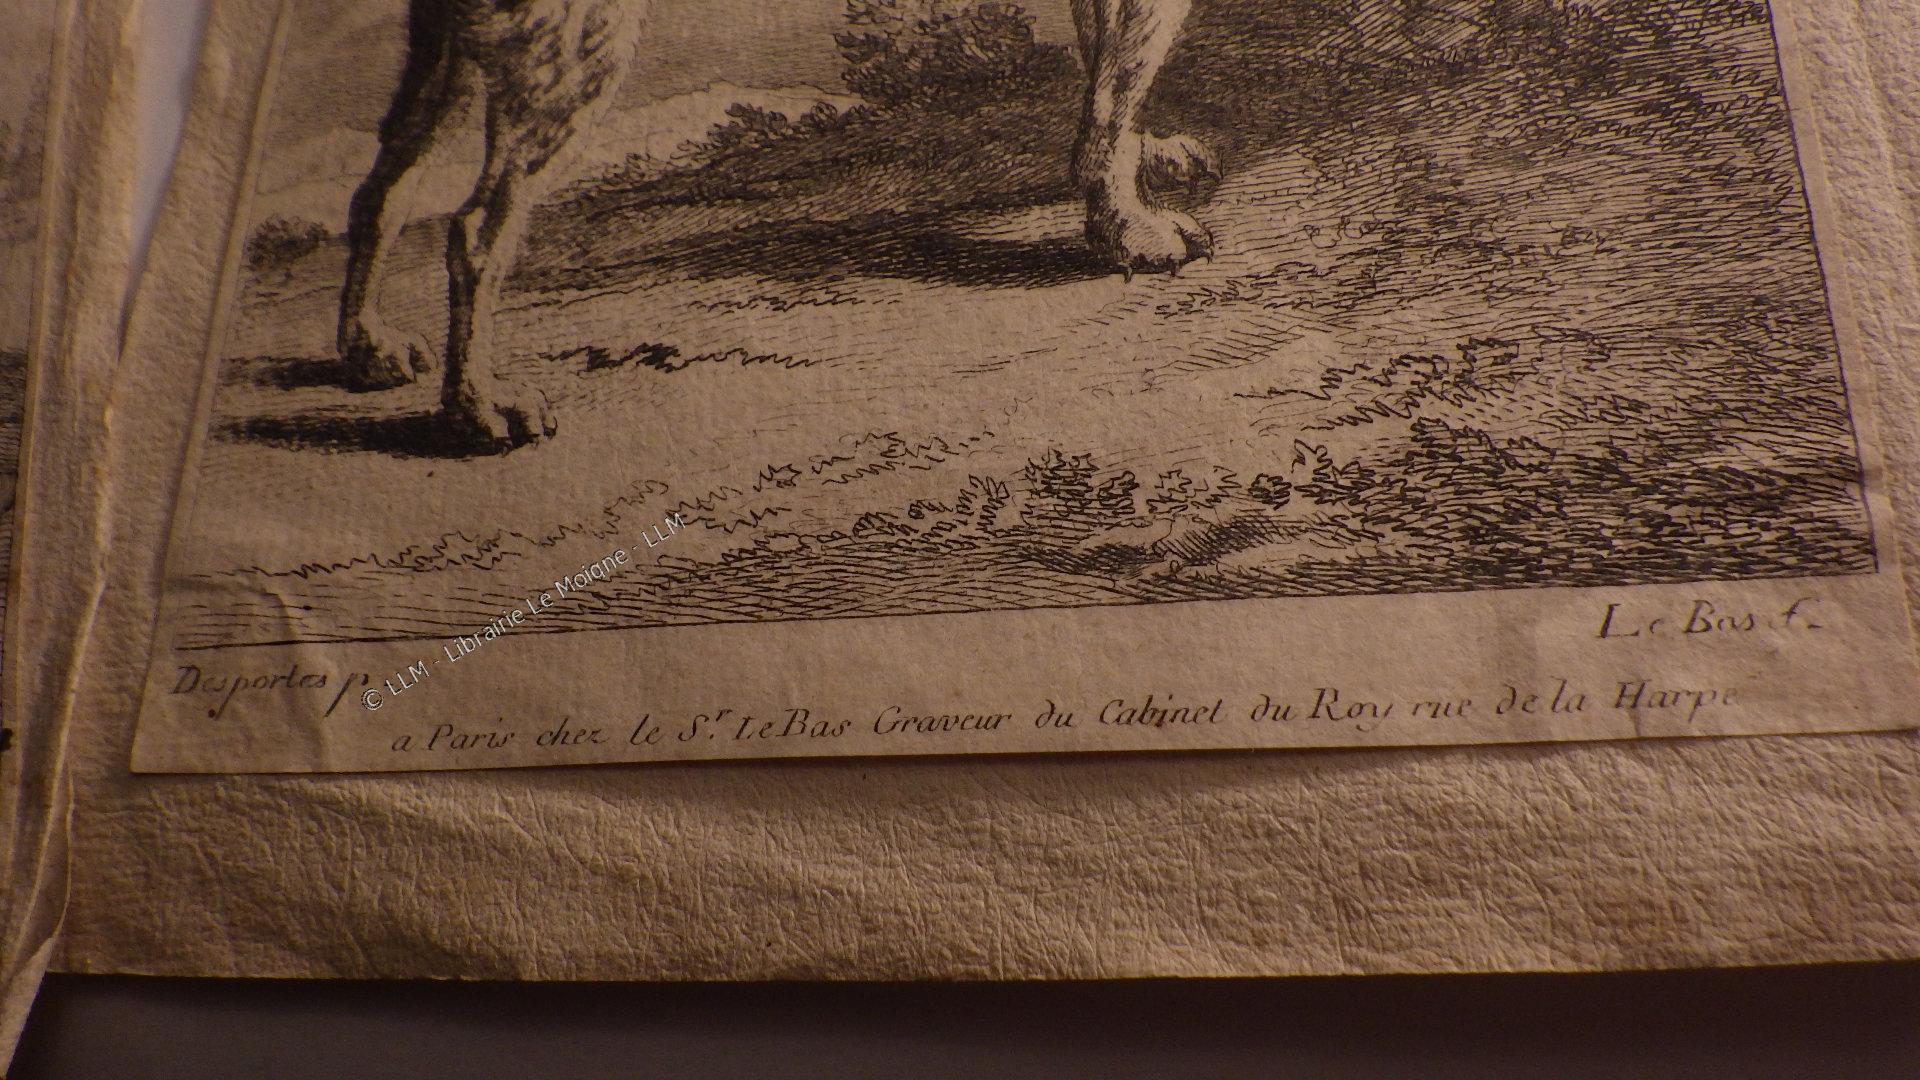 Le Bas f.
Desportes p.
a Paris chez le Sr. Le Bas Graveur du Cabinet du Roy rue de la Harpe
© LLM - Librairie Le Moigne - LLM